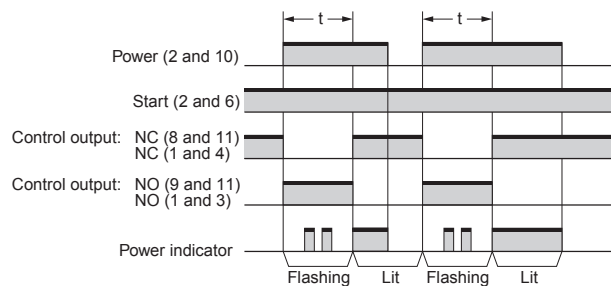 t
t
Power (2 and 10)
Start (2 and 6)
Control output: NC (8 and 11)
NC (1 and 4)
Control output: NO (9 and 11)
NO (1 and 3)
Power indicator
Flashing
Lit
Flashing
Lit